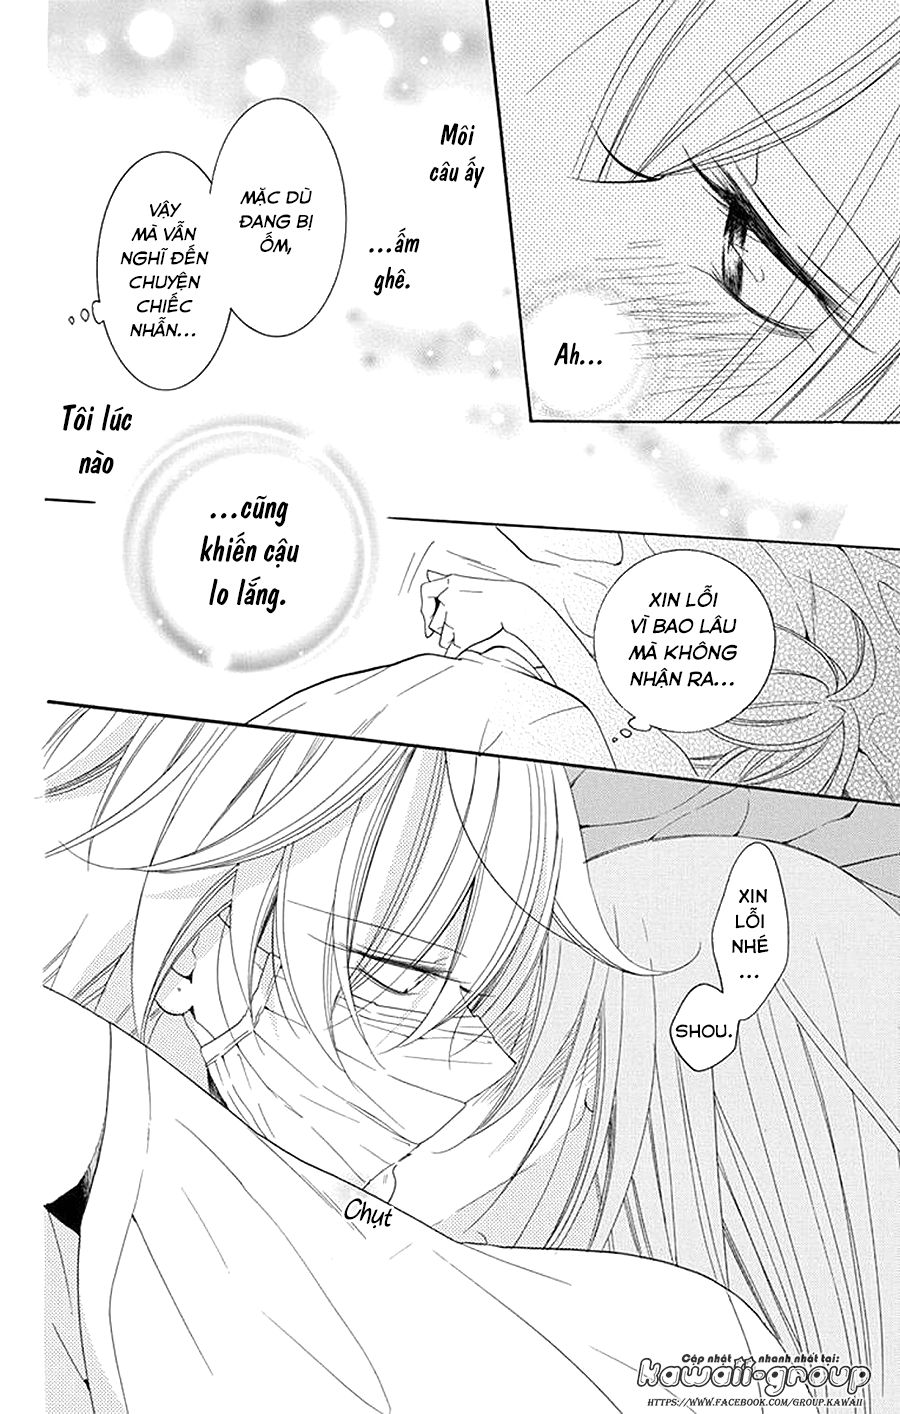 Ah...
Môi
câu ấy
...ấm
ghê.
MẶC DÙ
ĐANG BỊ
ỐM,
VẬY
MÀ VẪN
NGHĨ ĐẾN
CHUYỆN
CHIẾC
NHẪN...
Tôi lúc
nào
...cũng
khiến cậu
lo lắng.
XIN LỖI
VÌ BAO LÂU
MÀ KHÔNG
NHẬN RA...
XIN
LỖI
NHÉ
...
SHOU.
Chụt
Cập nhật nhanh nhất tại:
kawaii-group
HTTPS://WWW.FACEBOOK.COM/GROUP.KAWAII